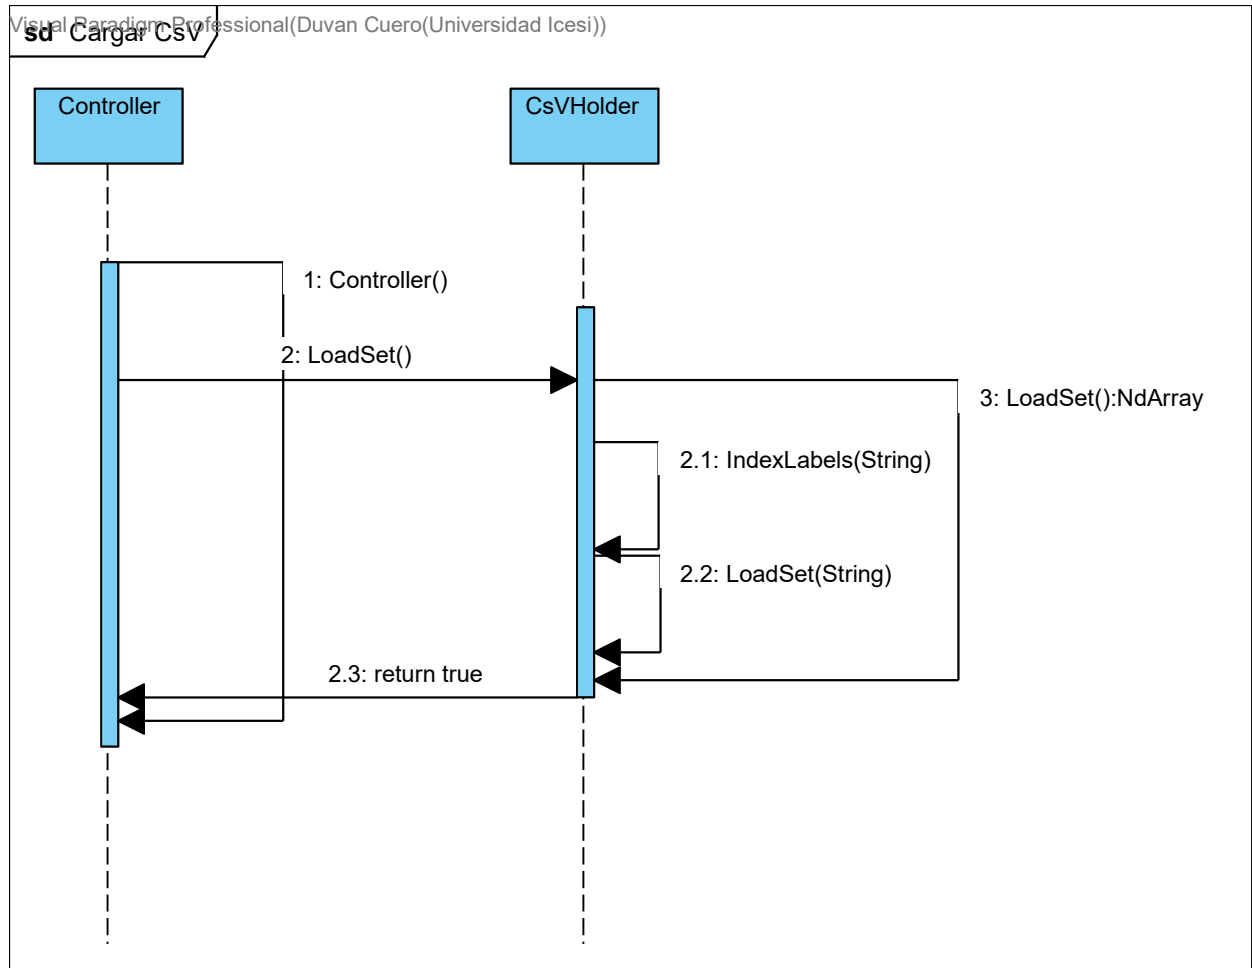 Visual Paradigm Professional(Duvan Cuero(Universidad Icesi))
sd Cargar CsV
Controller
CsVHolder
1: Controller()
2: LoadSet()
3: LoadSet():NdArray
2.1: IndexLabels(String)
2.2: LoadSet(String)
2.3: return true